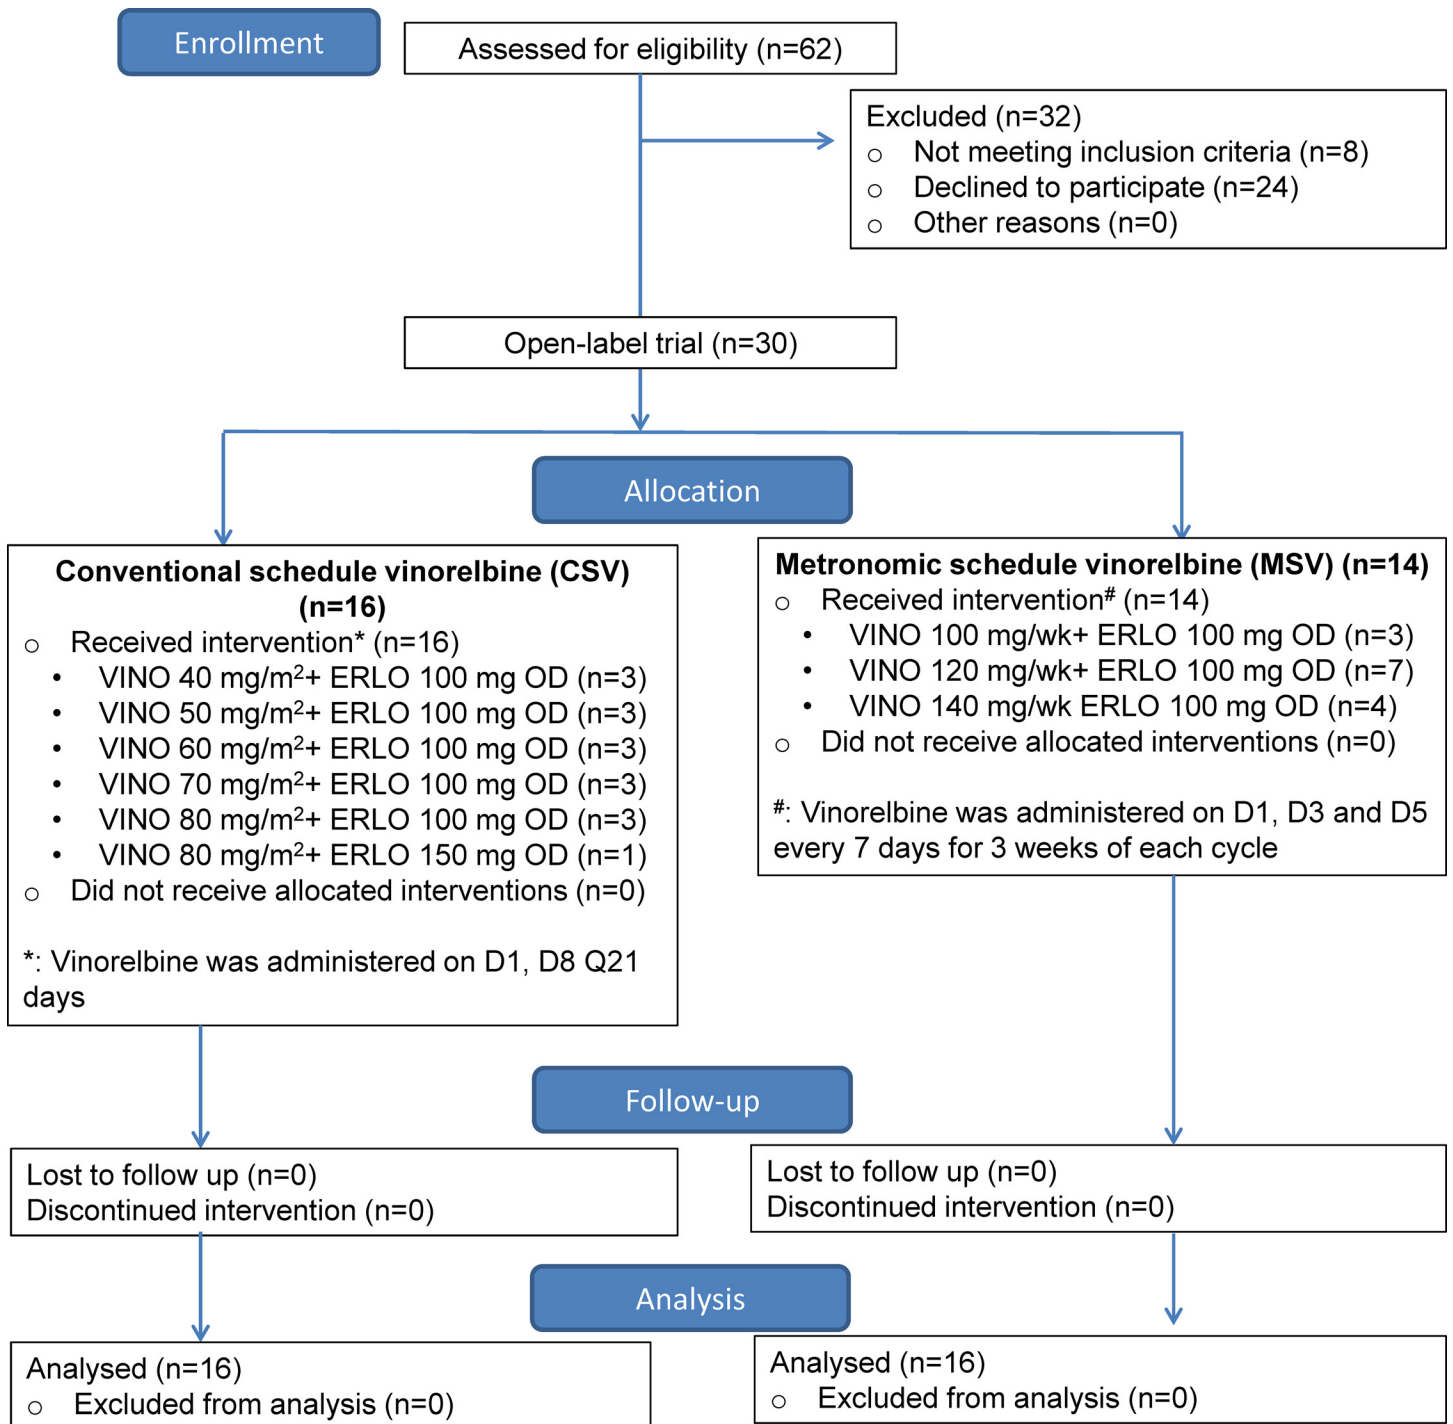 Enrollment
Assessed for eligibility (n=62)
Excluded (n=32)
o Not meeting inclusion criteria (n=8)
o Declined to participate (n=24)
o Other reasons (n=0)
Open-label trial (n=30)
Allocation
Conventional schedule vinorelbine (CSV)
(n=16)
o Received intervention* (n=16)
• VINO 40 mg/m²+ ERLO 100 mg OD (n=3)
• VINO 50 mg/m²+ ERLO 100 mg OD (n=3)
• VINO 60 mg/m²+ ERLO 100 mg OD (n=3)
• VINO 70 mg/m²+ ERLO 100 mg OD (n=3)
• VINO 80 mg/m²+ ERLO 100 mg OD (n=3)
• VINO 80 mg/m²+ ERLO 150 mg OD (n=1)
o Did not receive allocated interventions (n=0)
*: Vinorelbine was administered on D1, D8 Q21
days
Metronomic schedule vinorelbine (MSV) (n=14)
o Received intervention# (n=14)
• VINO 100 mg/wk+ ERLO 100 mg OD (n=3)
• VINO 120 mg/wk+ ERLO 100 mg OD (n=7)
• VINO 140 mg/wk ERLO 100 mg OD (n=4)
o Did not receive allocated interventions (n=0)
#: Vinorelbine was administered on D1, D3 and D5
every 7 days for 3 weeks of each cycle
Follow-up
Lost to follow up (n=0)
Discontinued intervention (n=0)
Lost to follow up (n=0)
Discontinued intervention (n=0)
Analysis
Analysed (n=16)
o Excluded from analysis (n=0)
Analysed (n=16)
o Excluded from analysis (n=0)